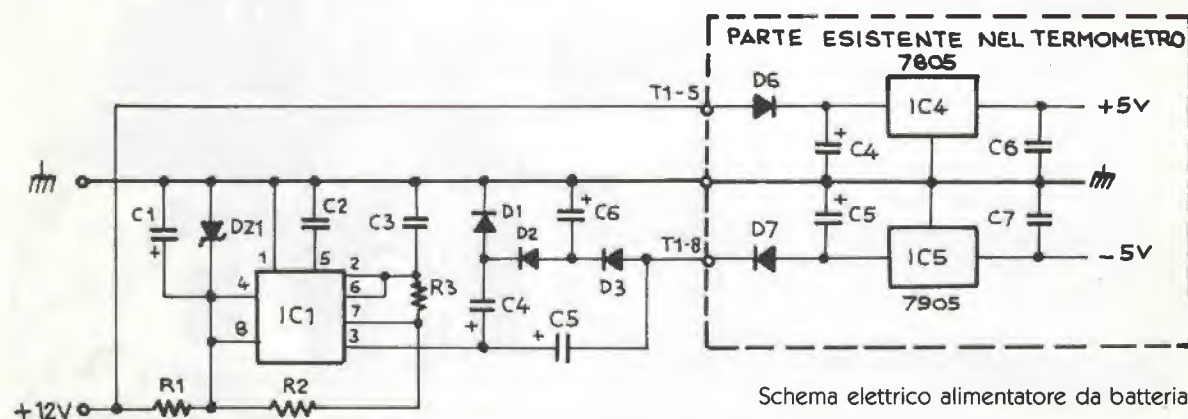 PARTE ESISTENTE NEL TERMOMETRO
7805
D6
T1-5
IC4
+5V
+
C4
C6
C1
+
DZ1
C2
C3
D1
D2
+
C6
D3
T1-8
D7
+
C5
C7
IC5
-5V
7905
1
5
2
4
6
7
8
3
IC1
R3
C4
+
C5
+
R1
R2
+12V
Schema elettrico alimentatore da batteria